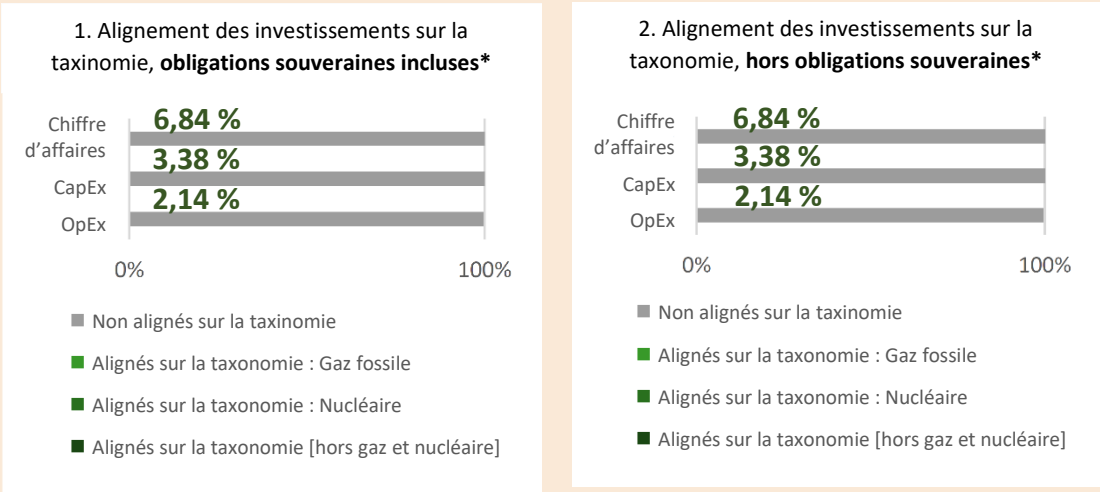 1. Alignement des investissements sur la
taxinomie, obligations souveraines incluses*
Chiffre
d'affaires
CapEx
OpEx
6,84 %
3,38 %
2,14 %
0%
100%
Non alignés sur la taxinomie
Alignés sur la taxonomie : Gaz fossile
Alignés sur la taxonomie : Nucléaire
Alignés sur la taxonomie [hors gaz et nucléaire]
2. Alignement des investissements sur la
taxonomie, hors obligations souveraines*
Chiffre
d'affaires
CapEx
OpEx
6,84 %
3,38 %
2,14 %
0%
100%
Non alignés sur la taxinomie
Alignés sur la taxonomie : Gaz fossile
Alignés sur la taxonomie : Nucléaire
Alignés sur la taxonomie [hors gaz et nucléaire]